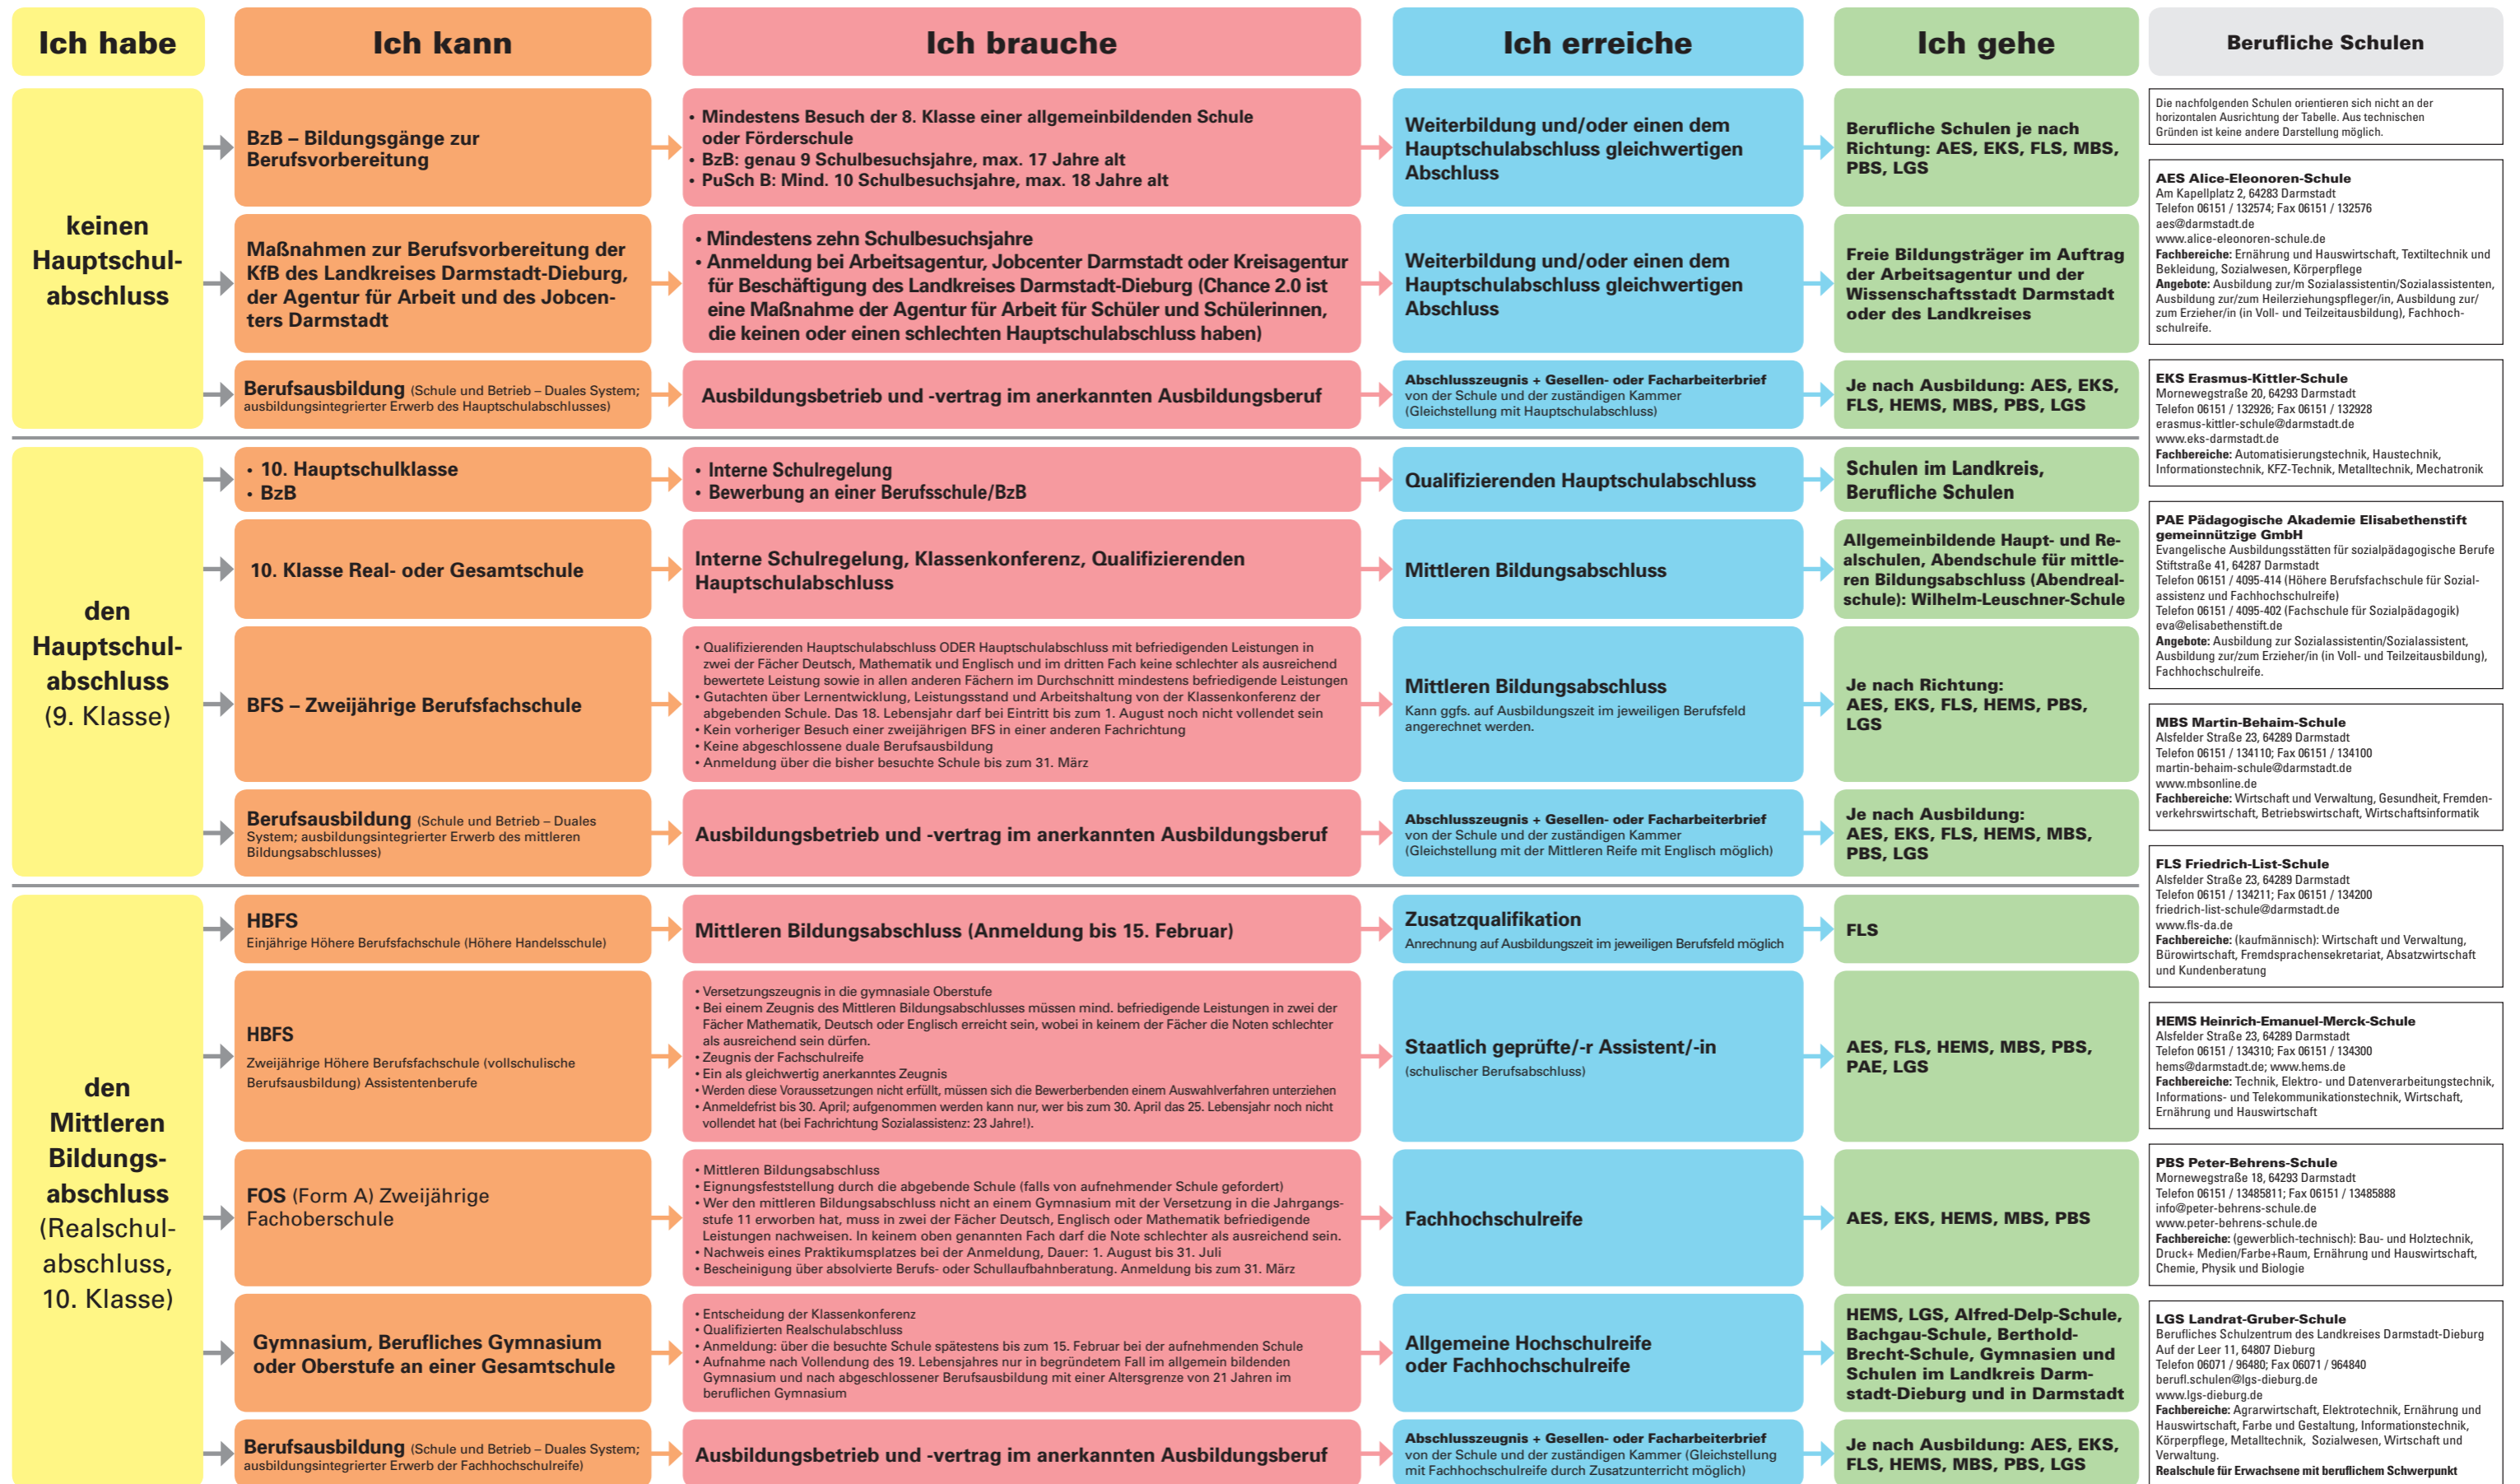 Ich habe
Ich kann
Ich brauche
Ich erreiche
Ich gehe
Berufliche Schulen
keinen
Hauptschul-
abschluss
BzB – Bildungsgänge zur
Berufsvorbereitung
• Mindestens Besuch der 8. Klasse einer allgemeinbildenden Schule
oder Förderschule
• BzB: genau 9 Schulbesuchsjahre, max. 17 Jahre alt
• PuSch B: Mind. 10 Schulbesuchsjahre, max. 18 Jahre alt
Weiterbildung und/oder einen dem
Hauptschulabschluss gleichwertigen
Abschluss
Berufliche Schulen je nach
Richtung: AES, EKS, FLS, MBS,
PBS, LGS
Maßnahmen zur Berufsvorbereitung der
KfB des Landkreises Darmstadt-Dieburg,
der Agentur für Arbeit und des Jobcen-
ters Darmstadt
• Mindestens zehn Schulbesuchsjahre
• Anmeldung bei Arbeitsagentur, Jobcenter Darmstadt oder Kreisagentur
für Beschäftigung des Landkreises Darmstadt-Dieburg (Chance 2.0 ist
eine Maßnahme der Agentur für Arbeit für Schüler und Schülerinnen,
die keinen oder einen schlechten Hauptschulabschluss haben)
Weiterbildung und/oder einen dem
Hauptschulabschluss gleichwertigen
Abschluss
Freie Bildungsträger im Auftrag
der Arbeitsagentur und der
Wissenschaftsstadt Darmstadt
oder des Landkreises
Berufsausbildung (Schule und Betrieb – Duales System;
ausbildungsintegrierter Erwerb des Hauptschulabschlusses)
Ausbildungsbetrieb und -vertrag im anerkannten Ausbildungsberuf
Abschlusszeugnis + Gesellen- oder Facharbeiterbrief
von der Schule und der zuständigen Kammer
(Gleichstellung mit Hauptschulabschluss)
Je nach Ausbildung: AES, EKS,
FLS, HEMS, MBS, PBS, LGS
den
Hauptschul-
abschluss
(9. Klasse)
• 10. Hauptschulklasse
• BzB
• Interne Schulregelung
• Bewerbung an einer Berufsschule/BzB
Qualifizierenden Hauptschulabschluss
Schulen im Landkreis,
Berufliche Schulen
10. Klasse Real- oder Gesamtschule
Interne Schulregelung, Klassenkonferenz, Qualifizierenden
Hauptschulabschluss
Mittleren Bildungsabschluss
Allgemeinbildende Haupt- und Re-
alschulen, Abendschule für mittle-
ren Bildungsabschluss (Abendreal-
schule): Wilhelm-Leuschner-Schule
BFS – Zweijährige Berufsfachschule
• Qualifizierenden Hauptschulabschluss ODER Hauptschulabschluss mit befriedigenden Leistungen in
zwei der Fächer Deutsch, Mathematik und Englisch und im dritten Fach keine schlechter als ausreichend
bewertete Leistung sowie in allen anderen Fächern im Durchschnitt mindestens befriedigende Leistungen
• Gutachten über Lernentwicklung, Leistungsstand und Arbeitshaltung von der Klassenkonferenz der
abgebenden Schule. Das 18. Lebensjahr darf bei Eintritt bis zum 1. August noch nicht vollendet sein
• Kein vorheriger Besuch einer zweijährigen BFS in einer anderen Fachrichtung
• Keine abgeschlossene duale Berufsausbildung
• Anmeldung über die bisher besuchte Schule bis zum 31. März
Mittleren Bildungsabschluss
Kann ggfs. auf Ausbildungszeit im jeweiligen Berufsfeld
angerechnet werden.
Je nach Richtung:
AES, EKS, FLS, HEMS, PBS,
LGS
Berufsausbildung (Schule und Betrieb – Duales
System; ausbildungsintegrierter Erwerb des mittleren
Bildungsabschlusses)
Ausbildungsbetrieb und -vertrag im anerkannten Ausbildungsberuf
Abschlusszeugnis + Gesellen- oder Facharbeiterbrief
von der Schule und der zuständigen Kammer
(Gleichstellung mit der Mittleren Reife mit Englisch möglich)
Je nach Ausbildung:
AES, EKS, FLS, HEMS, MBS,
PBS, LGS
den
Mittleren
Bildungs-
abschluss
(Realschul-
abschluss,
10. Klasse)
HBFS
Einjährige Höhere Berufsfachschule (Höhere Handelsschule)
Mittleren Bildungsabschluss (Anmeldung bis 15. Februar)
Zusatzqualifikation
Anrechnung auf Ausbildungszeit im jeweiligen Berufsfeld möglich
FLS
HBFS
Zweijährige Höhere Berufsfachschule (vollschulische
Berufsausbildung) Assistentenberufe
• Versetzungszeugnis in die gymnasiale Oberstufe
• Bei einem Zeugnis des Mittleren Bildungsabschlusses müssen mind. befriedigende Leistungen in zwei der
Fächer Mathematik, Deutsch oder Englisch erreicht sein, wobei in keinem der Fächer die Noten schlechter
als ausreichend sein dürfen.
• Zeugnis der Fachschulreife
• Ein als gleichwertig anerkanntes Zeugnis
• Werden diese Voraussetzungen nicht erfüllt, müssen sich die Bewerberbenden einem Auswahlverfahren unterziehen
• Anmeldefrist bis 30. April; aufgenommen werden kann nur, wer bis zum 30. April das 25. Lebensjahr noch nicht
vollendet hat (bei Fachrichtung Sozialassistenz: 23 Jahre!).
Staatlich geprüfte/-r Assistent/-in
(schulischer Berufsabschluss)
AES, FLS, HEMS, MBS, PBS,
PAE, LGS
FOS (Form A) Zweijährige
Fachoberschule
• Mittleren Bildungsabschluss
• Eignungsfeststellung durch die abgebende Schule (falls von aufnehmender Schule gefordert)
• Wer den mittleren Bildungsabschluss nicht an einem Gymnasium mit der Versetzung in die Jahrgangs-
stufe 11 erworben hat, muss in zwei der Fächer Deutsch, Englisch oder Mathematik befriedigende
Leistungen nachweisen. In keinem oben genannten Fach darf die Note schlechter als ausreichend sein.
• Nachweis eines Praktikumsplatzes bei der Anmeldung, Dauer: 1. August bis 31. Juli
• Bescheinigung über absolvierte Berufs- oder Schullaufbahnberatung. Anmeldung bis zum 31. März
Fachhochschulreife
AES, EKS, HEMS, MBS, PBS
Gymnasium, Berufliches Gymnasium
oder Oberstufe an einer Gesamtschule
• Entscheidung der Klassenkonferenz
• Qualifizierten Realschulabschluss
• Anmeldung: über die besuchte Schule spätestens bis zum 15. Februar bei der aufnehmenden Schule
• Aufnahme nach Vollendung des 19. Lebensjahres nur in begründetem Fall im allgemein bildenden
Gymnasium und nach abgeschlossener Berufsausbildung mit einer Altersgrenze von 21 Jahren im
beruflichen Gymnasium
Allgemeine Hochschulreife
oder Fachhochschulreife
HEMS, LGS, Alfred-Delp-Schule,
Bachgau-Schule, Berthold-
Brecht-Schule, Gymnasien und
Schulen im Landkreis Darm-
stadt-Dieburg und in Darmstadt
Berufsausbildung (Schule und Betrieb – Duales System;
ausbildungsintegrierter Erwerb der Fachhochschulreife)
Ausbildungsbetrieb und -vertrag im anerkannten Ausbildungsberuf
Abschlusszeugnis + Gesellen- oder Facharbeiterbrief
von der Schule und der zuständigen Kammer (Gleichstellung
mit Fachhochschulreife durch Zusatzunterricht möglich)
Je nach Ausbildung: AES, EKS,
FLS, HEMS, MBS, PBS, LGS
Die nachfolgenden Schulen orientieren sich nicht an der
horizontalen Ausrichtung der Tabelle. Aus technischen
Gründen ist keine andere Darstellung möglich.
AES Alice-Eleonoren-Schule
Am Kapellplatz 2, 64283 Darmstadt
Telefon 06151 / 132574; Fax 06151 / 132576
aes@darmstadt.de
www.alice-eleonoren-schule.de
Fachbereiche: Ernährung und Hauswirtschaft, Textiltechnik und
Bekleidung, Sozialwesen, Körperpflege
Angebote: Ausbildung zur/m Sozialassistentin/Sozialassistenten,
Ausbildung zur/zum Heilerziehungspfleger/in, Ausbildung zur/
zum Erzieher/in (in Voll- und Teilzeitausbildung), Fachhoch-
schulreife.
EKS Erasmus-Kittler-Schule
Mornewegstraße 20, 64293 Darmstadt
Telefon 06151 / 132926; Fax 06151 / 132928
erasmus-kittler-schule@darmstadt.de
www.eks-darmstadt.de
Fachbereiche: Automatisierungstechnik, Haustechnik,
Informationstechnik, KFZ-Technik, Metalltechnik, Mechatronik
PAE Pädagogische Akademie Elisabethenstift
gemeinnützige GmbH
Evangelische Ausbildungsstätten für sozialpädagogische Berufe
Stiftstraße 41, 64287 Darmstadt
Telefon 06151 / 4095-414 (Höhere Berufsfachschule für Sozial-
assistenz und Fachhochschulreife)
Telefon 06151 / 4095-402 (Fachschule für Sozialpädagogik)
eva@elisabethenstift.de
Angebote: Ausbildung zur Sozialassistentin/Sozialassistent,
Ausbildung zur/zum Erzieher/in (in Voll- und Teilzeitausbildung),
Fachhochschulreife.
MBS Martin-Behaim-Schule
Alsfelder Straße 23, 64289 Darmstadt
Telefon 06151 / 134110; Fax 06151 / 134100
martin-behaim-schule@darmstadt.de
www.mbsonline.de
Fachbereiche: Wirtschaft und Verwaltung, Gesundheit, Fremden-
verkehrswirtschaft, Betriebswirtschaft, Wirtschaftsinformatik
FLS Friedrich-List-Schule
Alsfelder Straße 23, 64289 Darmstadt
Telefon 06151 / 134211; Fax 06151 / 134200
friedrich-list-schule@darmstadt.de
www.fls-da.de
Fachbereiche: (kaufmännisch): Wirtschaft und Verwaltung,
Bürowirtschaft, Fremdsprachensekretariat, Absatzwirtschaft
und Kundenberatung
HEMS Heinrich-Emanuel-Merck-Schule
Alsfelder Straße 23, 64289 Darmstadt
Telefon 06151 / 134310; Fax 06151 / 134300
hems@darmstadt.de; www.hems.de
Fachbereiche: Technik, Elektro- und Datenverarbeitungstechnik,
Informations- und Telekommunikationstechnik, Wirtschaft,
Ernährung und Hauswirtschaft
PBS Peter-Behrens-Schule
Mornewegstraße 18, 64293 Darmstadt
Telefon 06151 / 13485811; Fax 06151 / 13485888
info@peter-behrens-schule.de
www.peter-behrens-schule.de
Fachbereiche: (gewerblich-technisch): Bau- und Holztechnik,
Druck+ Medien/Farbe+Raum, Ernährung und Hauswirtschaft,
Chemie, Physik und Biologie
LGS Landrat-Gruber-Schule
Berufliches Schulzentrum des Landkreises Darmstadt-Dieburg
Auf der Leer 11, 64807 Dieburg
Telefon 06071 / 96480; Fax 06071 / 964840
berufl.schulen@lgs-dieburg.de
www.lgs-dieburg.de
Fachbereiche: Agrarwirtschaft, Elektrotechnik, Ernährung und
Hauswirtschaft, Farbe und Gestaltung, Informationstechnik,
Körperpflege, Metalltechnik, Sozialwesen, Wirtschaft und
Verwaltung.
Realschule für Erwachsene mit beruflichem Schwerpunkt